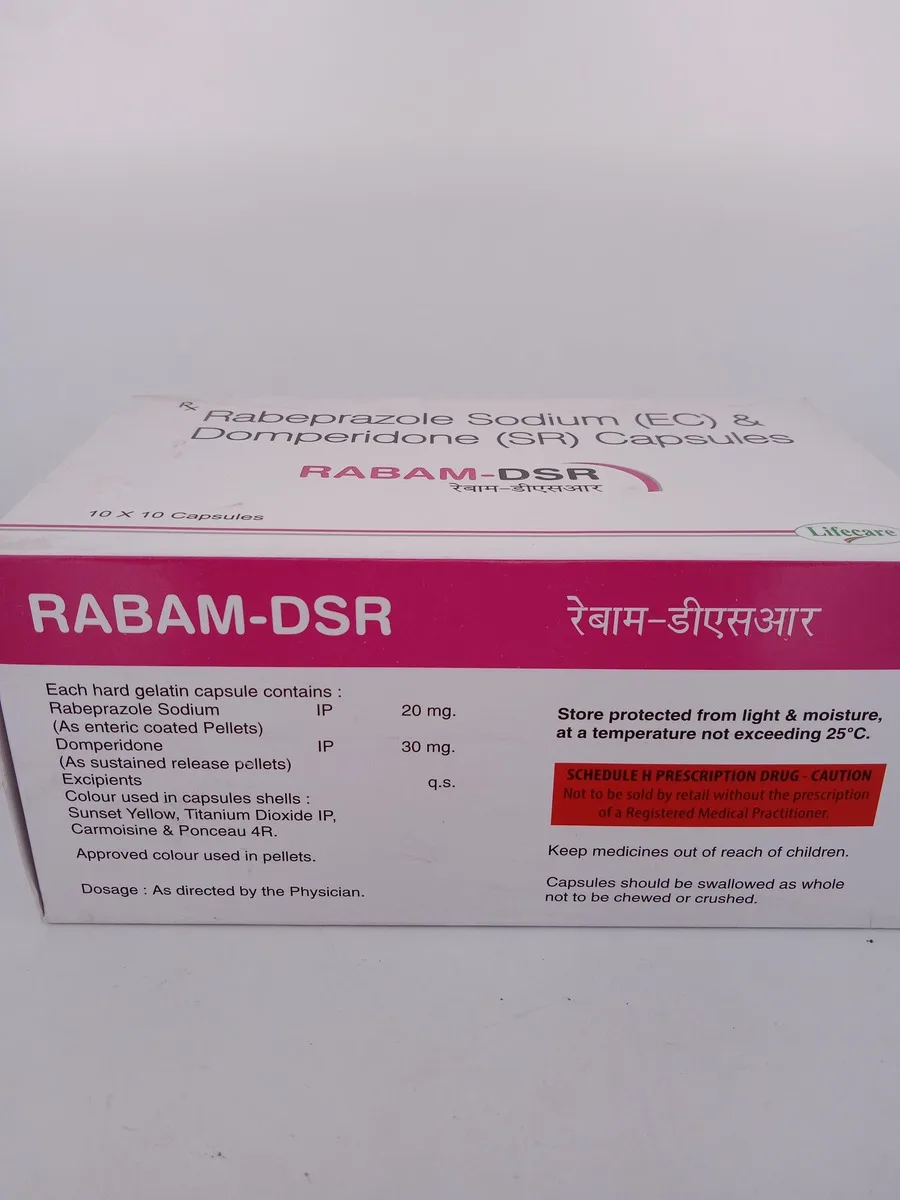 Rx
Rabeprazole Sodium (EC) &
Domperidone (SR) Capsules
RABAM-DSR
रेबाम-डीएसआर
10 X 10 Capsules
Lifecare
RABAM-DSR
रेबाम-डीएसआर
Each hard gelatin capsule contains :
Rabeprazole Sodium IP 20 mg.
(As enteric coated Pellets)
Domperidone IP 30 mg.
(As sustained release pellets)
Excipients q.s.
Colour used in capsules shells :
Sunset Yellow, Titanium Dioxide IP,
Carmoisine & Ponceau 4R.
Approved colour used in pellets.
Dosage : As directed by the Physician.
Store protected from light & moisture,
at a temperature not exceeding 25°C.
SCHEDULE H PRESCRIPTION DRUG - CAUTION
Not to be sold by retail without the prescription
of a Registered Medical Practitioner.
Keep medicines out of reach of children.
Capsules should be swallowed as whole
not to be chewed or crushed.